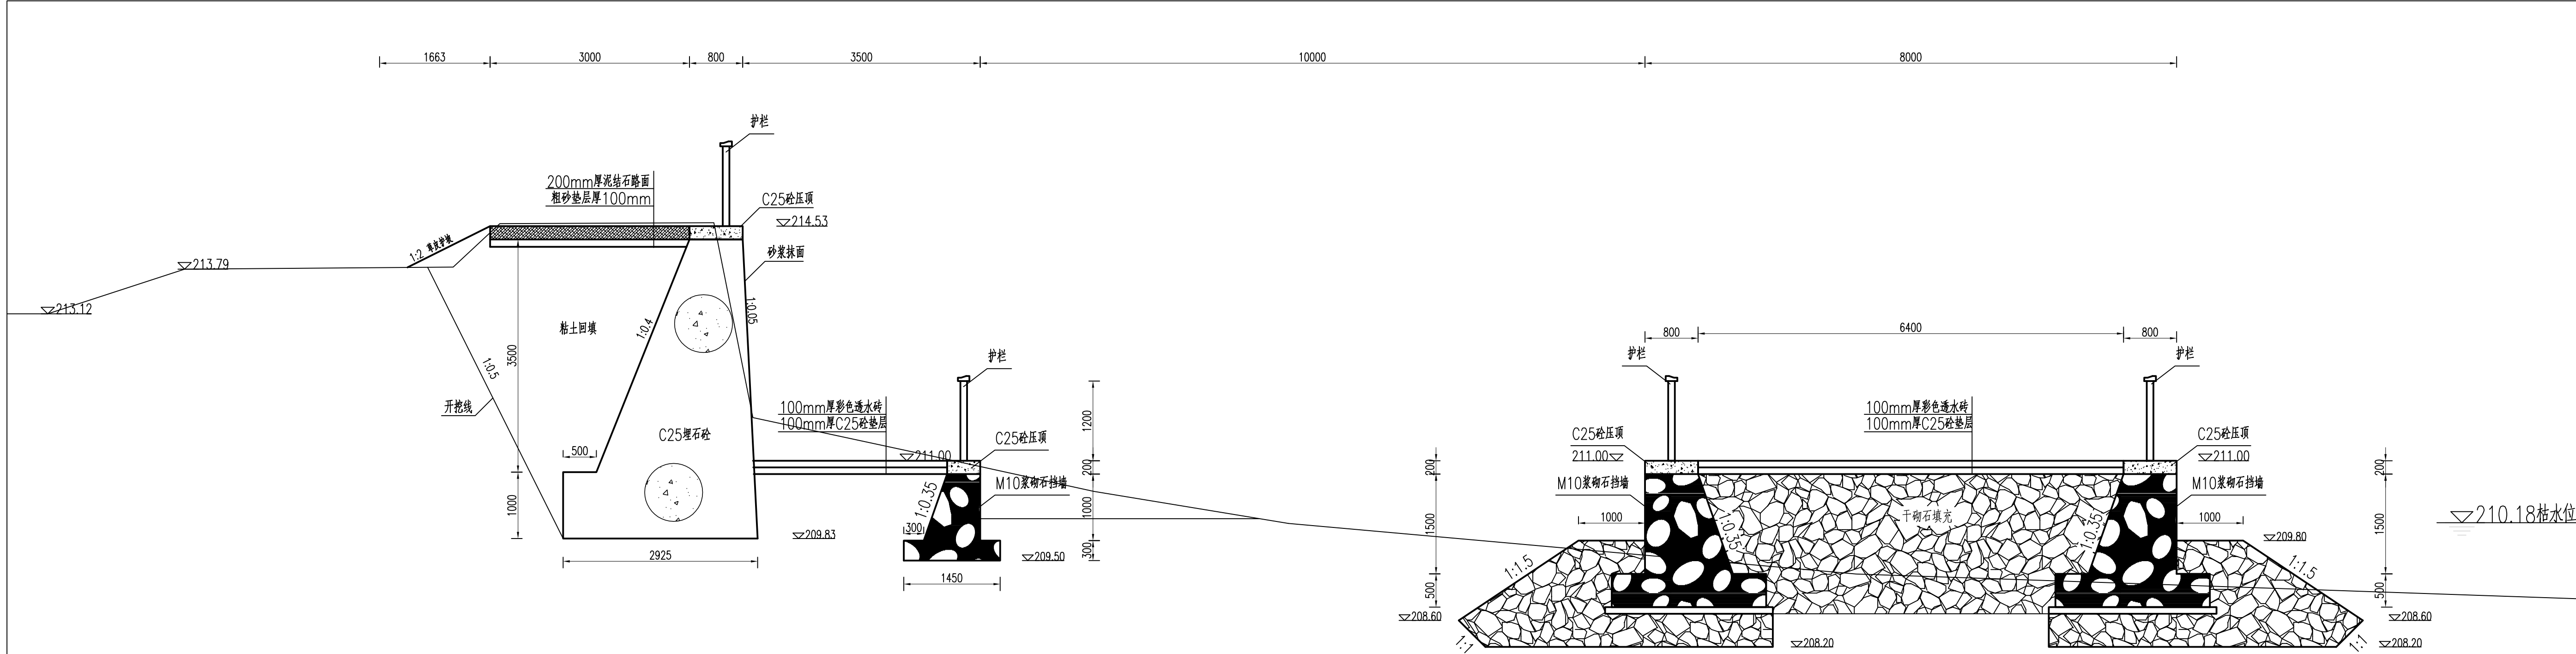 1663
3000
800
3500
10000
8000
护栏
200mm厚泥结石路面
粗砂垫层厚100mm
C25砼压顶
214.53
1:2 草皮护坡
砂浆抹面
213.79
213.12
粘土回填
1:0.4
1:0.05
3500
1:0.5
开挖线
500
C25埋石砼
1000
2925
209.83
护栏
100mm厚彩色透水砖
100mm厚C25砼垫层
211.00
C25砼压顶
1200
200
1:0.35
M10浆砌石挡墙
1000
300
300
209.50
1450
800
6400
800
护栏
护栏
100mm厚彩色透水砖
100mm厚C25砼垫层
C25砼压顶
211.00
C25砼压顶
211.00
200
200
M10浆砌石挡墙
M10浆砌石挡墙
1500
1500
1000
1:0.35
干砌石填充
1:0.35
1000
210.18枯水位
209.80
1:1.5
1:1.5
500
500
208.60
208.60
1:1
208.20
1:1
208.20